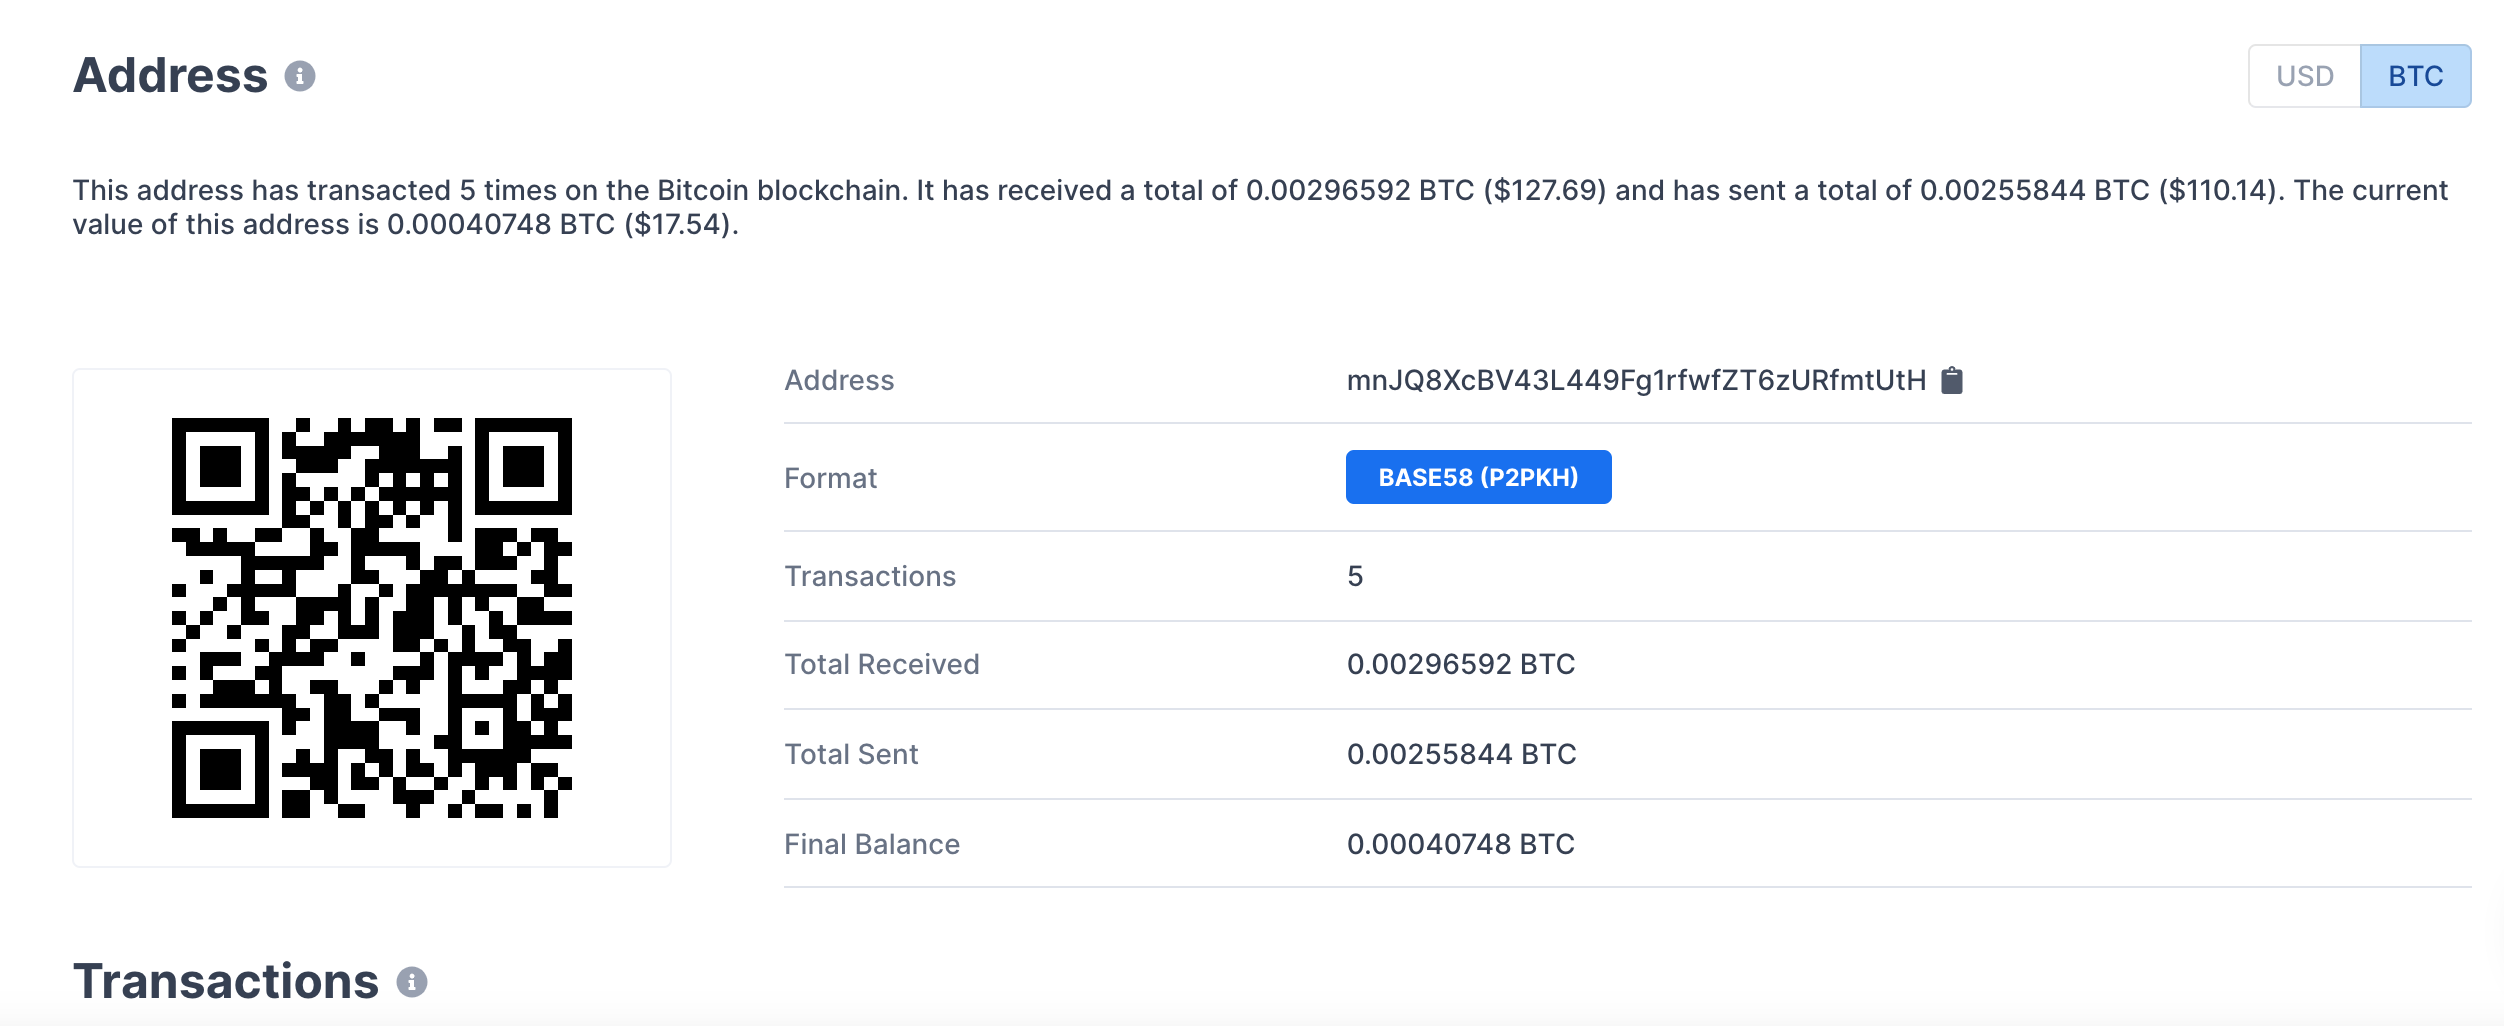 Address
USD
BTC
This address has transacted 5 times on the Bitcoin blockchain. It has received a total of 0.00296592 BTC ($127.69) and has sent a total of 0.00255844 BTC ($110.14). The current
value of this address is 0.00040748 BTC ($17.54).
Address mnJQ8XcBV43L449Fg1rfwfZT6zURfmtUtH
Format BASE58 (P2PKH)
Transactions 5
Total Received 0.00296592 BTC
Total Sent 0.00255844 BTC
Final Balance 0.00040748 BTC
Transactions